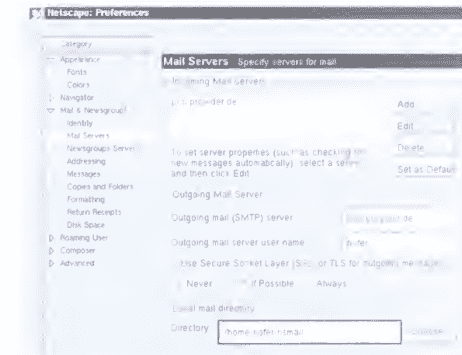 Netscape: Preferences
Category
Appearance
Fonts
Colors
Navigator
Mail & Newsgroups
Identity
Mail Servers
Newsgroups Server
Addressing
Messages
Copies and Folders
Formatting
Return Receipts
Disk Space
Roaming User
Composer
Advanced
Mail Servers Specify servers for mail
Incoming Mail Servers
provider.de
Add
Edit
Delete
Set as Defaul
To set server properties (such as checking for
new messages automatically) select a server
and then click Edit
Outgoing Mail Server
Outgoing mail (SMTP) server
Outgoing mail server user name
Use Secure Socket Layer or TLS for outgoing messages
Never If Possible Always
Local mail directory
Directory